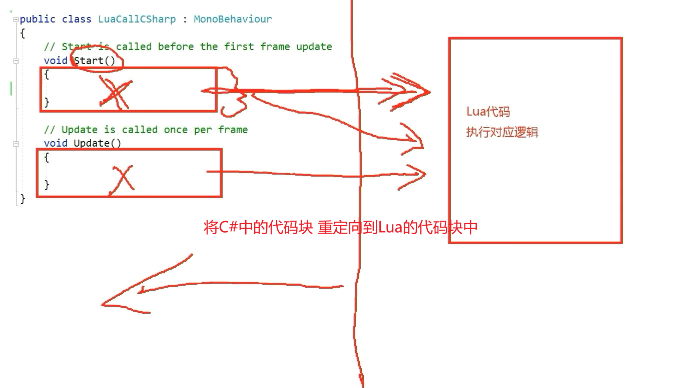 public class LuaCallCSharp : MonoBehaviour
{
// Start is called before the first frame update
void Start()
{
}
// Update is called once per frame
void Update()
{
}
}
Lua代码
执行对应逻辑
将C#中的代码块 重定向到Lua的代码块中